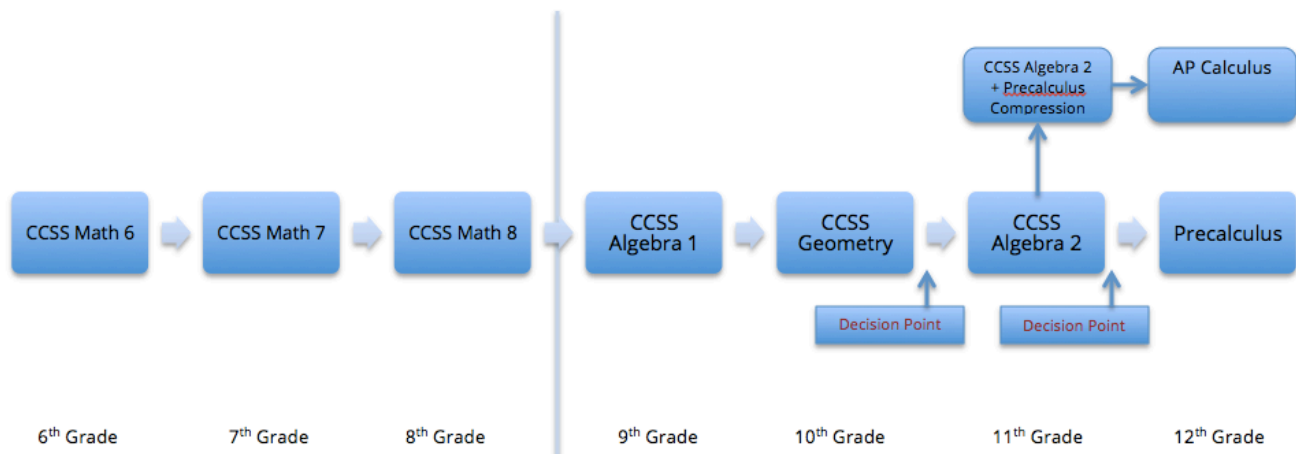 CCSS Algebra 2
+ Precalculus
Compression
AP Calculus
CCSS Math 6
CCSS Math 7
CCSS Math 8
CCSS
Algebra 1
CCSS
Geometry
CCSS
Algebra 2
Precalculus
Decision Point
Decision Point
6th Grade
7th Grade
8th Grade
9th Grade
10th Grade
11th Grade
12th Grade